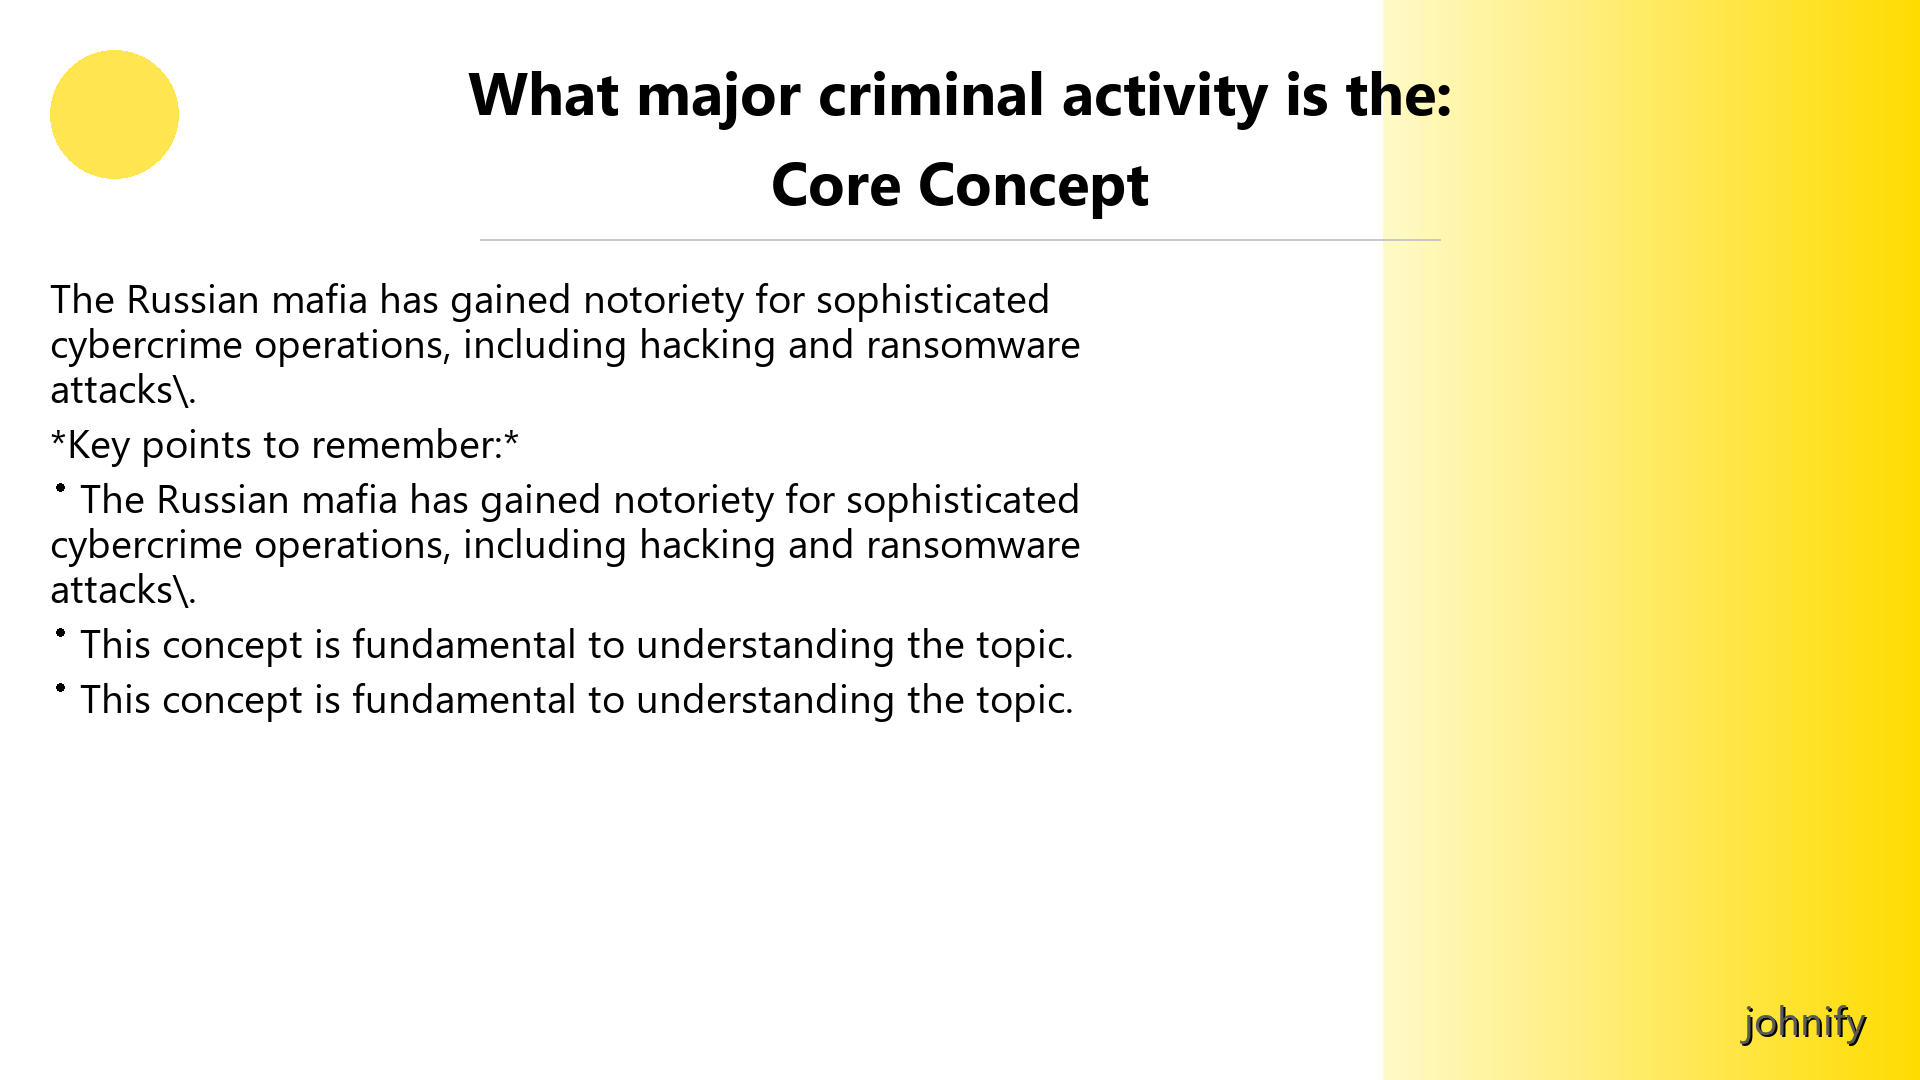 What major criminal activity is the:
Core Concept
The Russian mafia has gained notoriety for sophisticated
cybercrime operations, including hacking and ransomware
attacks\.
*Key points to remember:*
• The Russian mafia has gained notoriety for sophisticated
cybercrime operations, including hacking and ransomware
attacks\.
• This concept is fundamental to understanding the topic.
• This concept is fundamental to understanding the topic.
johnify